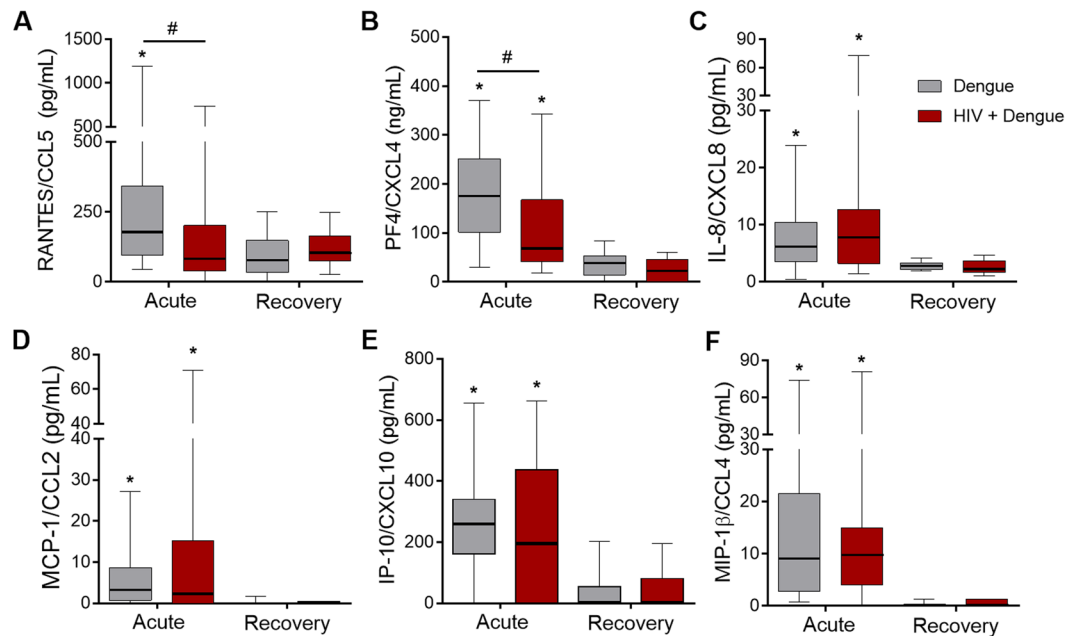 A
RANTES/CCL5 (pg/mL)
1500
1000
500
500
250
0
*
#
Acute
Recovery
B
PF4/CXCL4 (ng/mL)
500
400
300
200
100
0
*
#
*
Acute
Recovery
C
IL-8/CXCL8 (pg/mL)
90
60
30
30
20
10
0
*
*
Acute
Recovery
Dengue
HIV + Dengue
D
MCP-1/CCL2 (pg/mL)
80
60
40
40
30
20
10
0
*
*
Acute
Recovery
E
IP-10/CXCL10 (pg/mL)
800
600
400
200
0
*
*
Acute
Recovery
F
MIP-1β/CCL4 (pg/mL)
90
60
30
30
20
10
0
*
*
Acute
Recovery